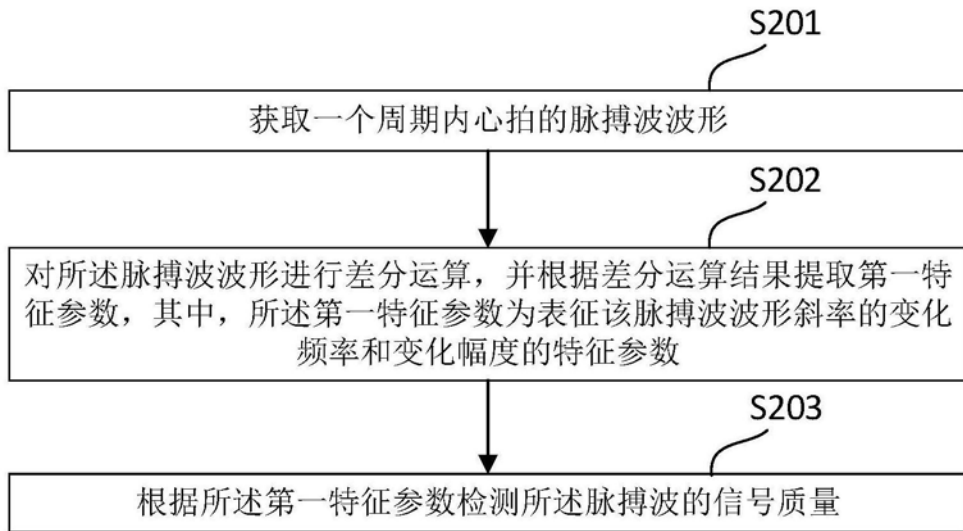 S201
获取一个周期内心拍的脉搏波波形
S202
对所述脉搏波波形进行差分运算，并根据差分运算结果提取第一特
征参数，其中，所述第一特征参数为表征该脉搏波波形斜率的变化
频率和变化幅度的特征参数
S203
根据所述第一特征参数检测所述脉搏波的信号质量